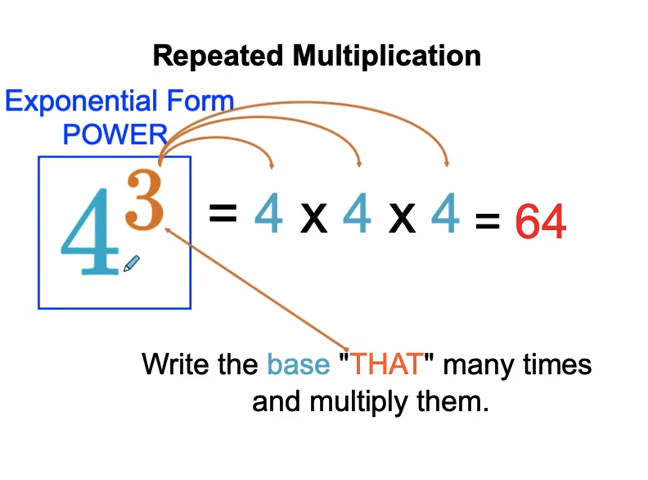 Repeated Multiplication
Exponential Form
POWER
4³ = 4 x 4 x 4 = 64
Write the base "THAT" many times
and multiply them.